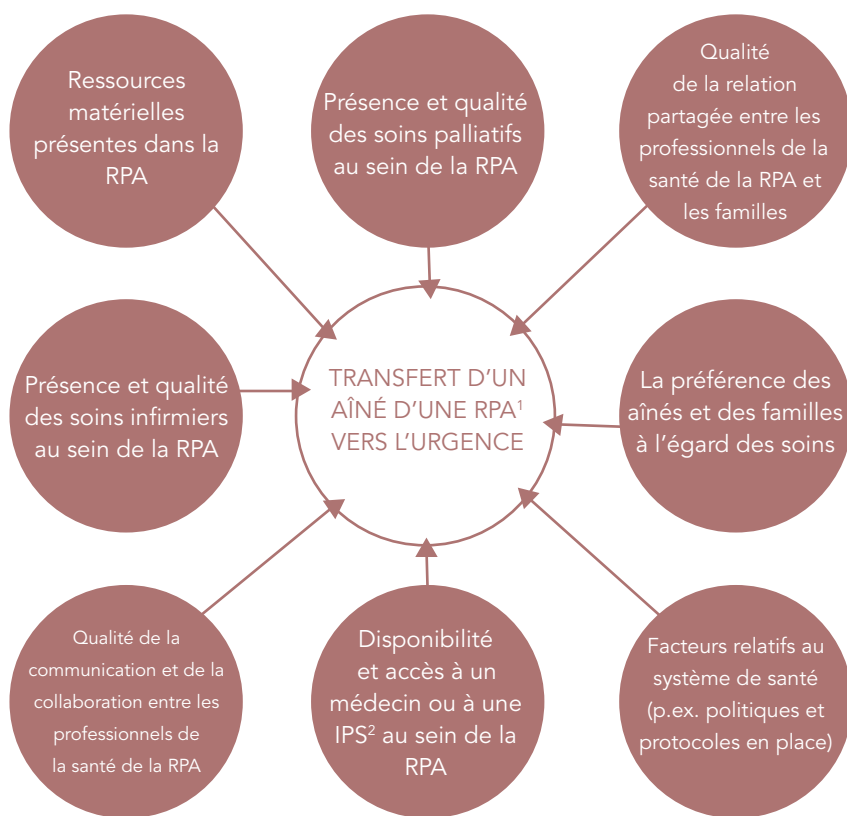 Ressources
matérielles
présentes dans la
RPA
Présence et qualité
des soins palliatifs
au sein de la RPA
Qualité
de la relation
partagée entre les
professionnels de la
santé de la RPA et
les familles
Présence et qualité
des soins infirmiers
au sein de la RPA
TRANSFERT D’UN
AÎNÉ D’UNE RPA¹
VERS L’URGENCE
La préférence des
aînés et des familles
à l’égard des soins
Qualité de la
communication et de la
collaboration entre les
professionnels de
la santé de la RPA
Disponibilité
et accès à un
médecin ou à une
IPS² au sein de la
RPA
Facteurs relatifs au
système de santé
(p.ex. politiques et
protocoles en place)